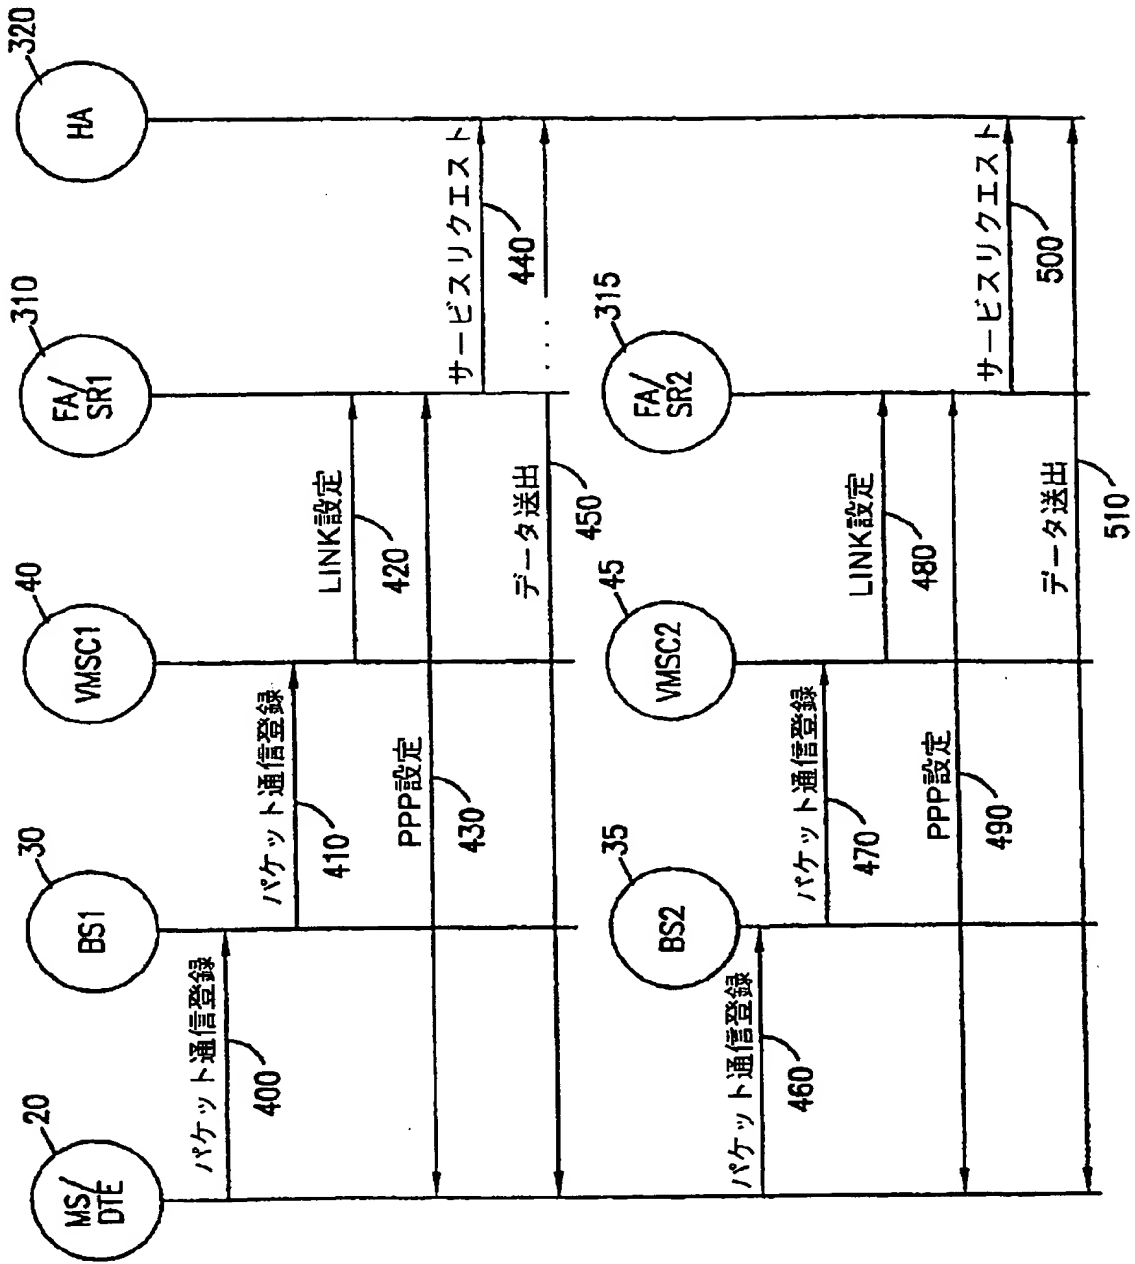 20
MS/
DTE
30
BS1
40
VMSC1
310
FA/
SR1
320
HA
パケット通信登録
400
パケット通信登録
410
LINK設定
420
PPP設定
430
サービスリクエスト
440
データ送出
450
・・・
35
BS2
45
VMSC2
315
FA/
SR2
パケット通信登録
460
パケット通信登録
470
LINK設定
480
PPP設定
490
サービスリクエスト
500
データ送出
510